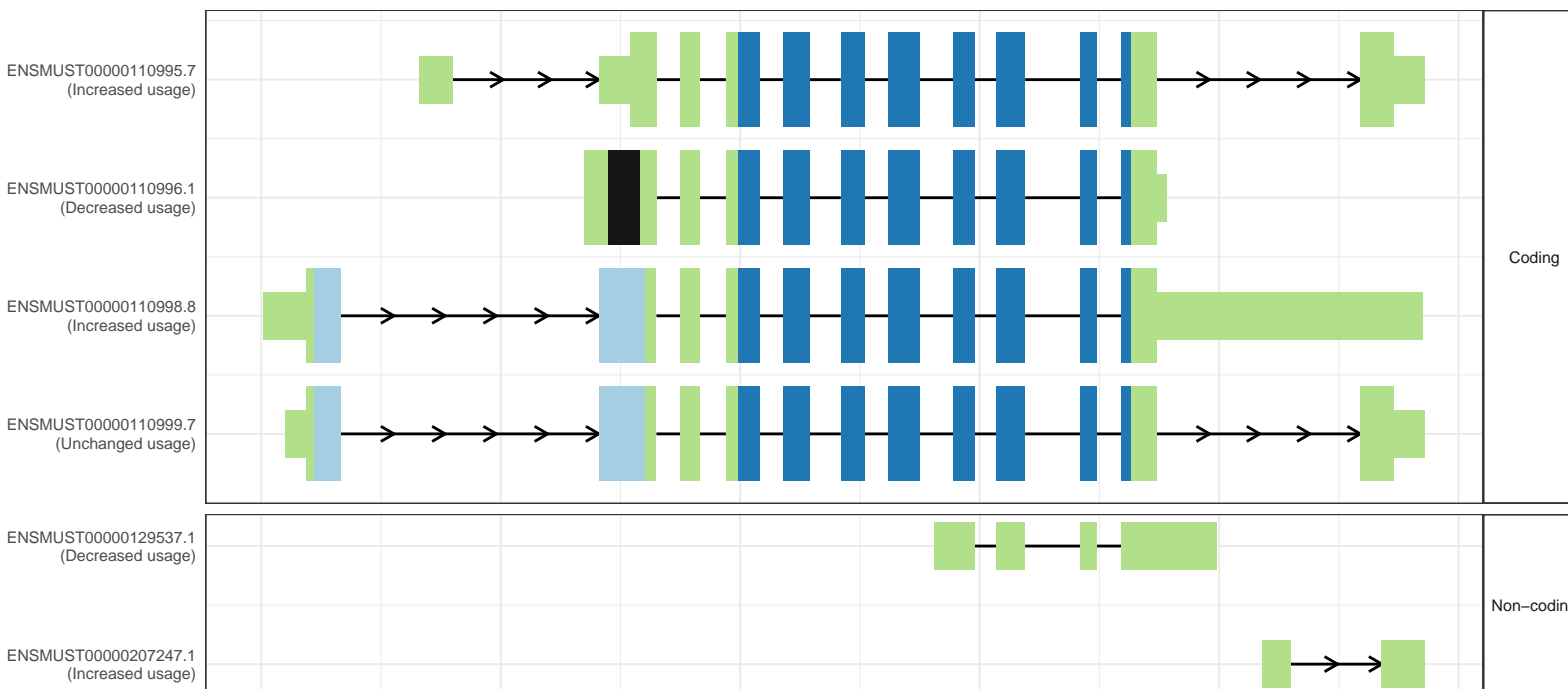 ENSMUST00000110995.7
(Increased usage)
ENSMUST00000110996.1
(Decreased usage)
ENSMUST00000110998.8
(Increased usage)
ENSMUST00000110999.7
(Unchanged usage)
Coding
ENSMUST00000129537.1
(Decreased usage)
Non−codin
ENSMUST00000207247.1
(Increased usage)